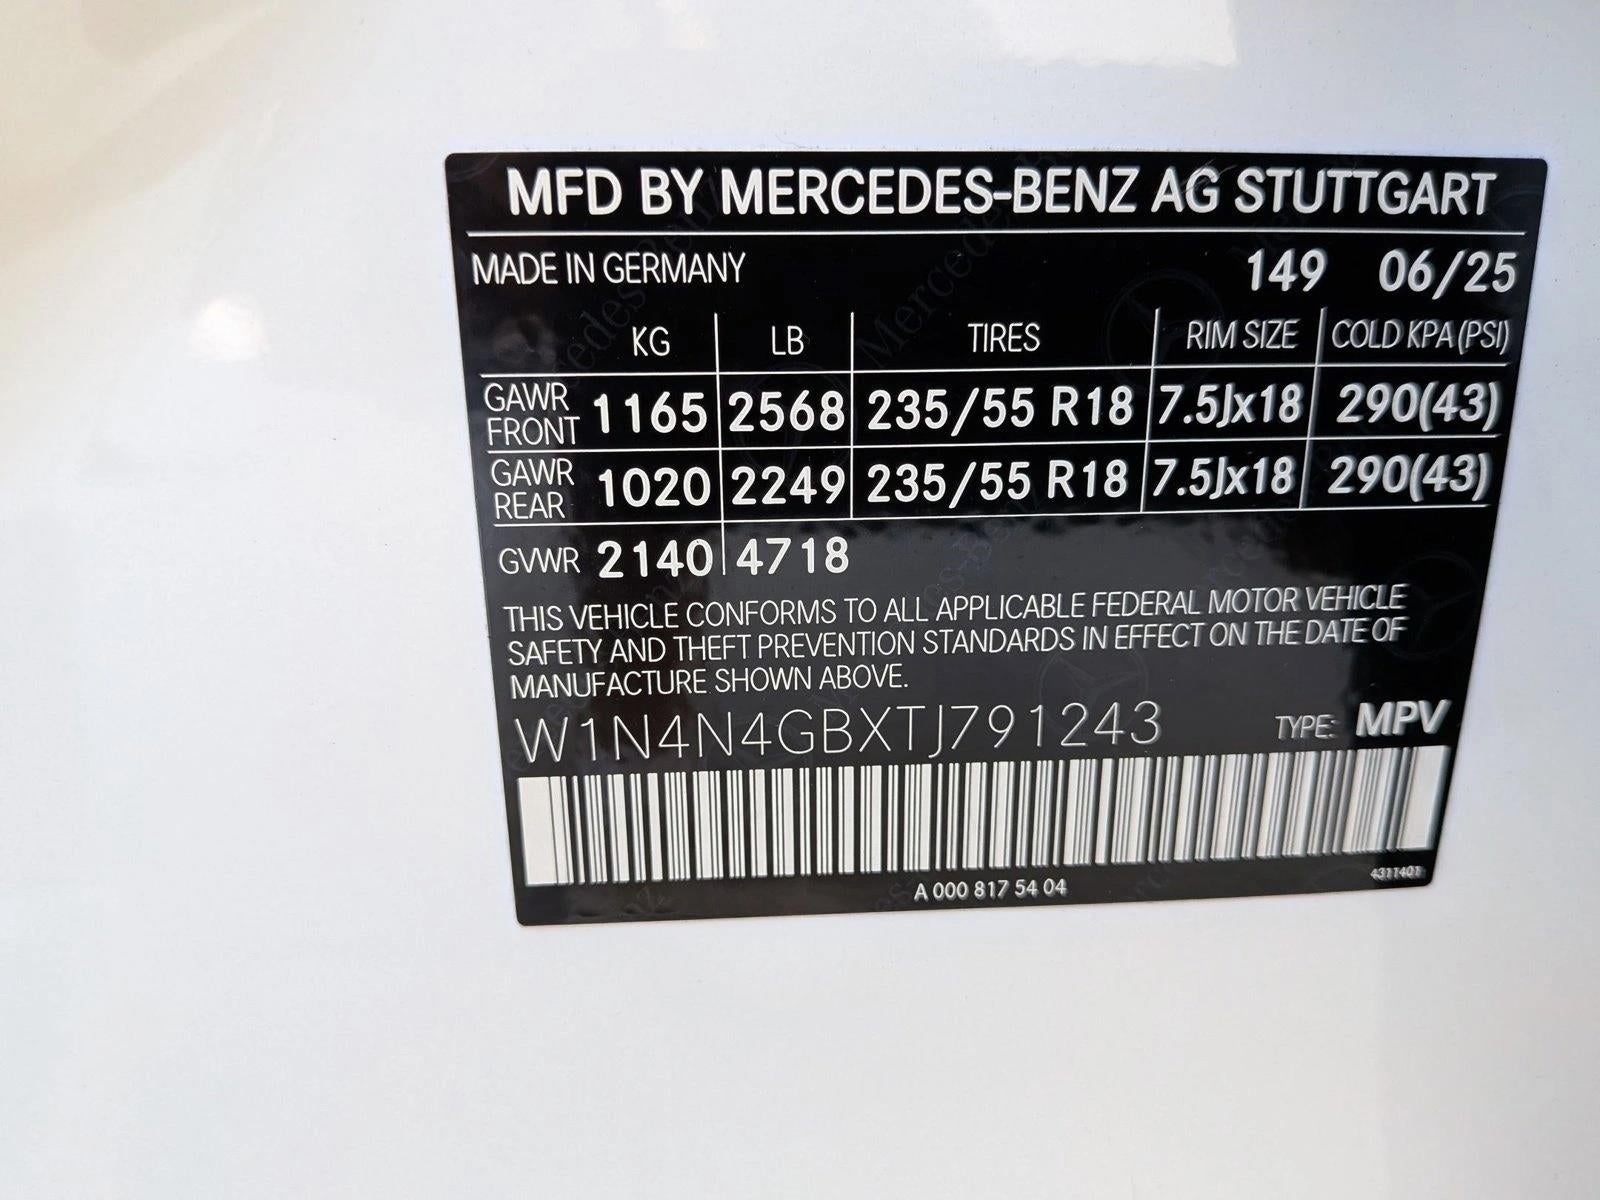 MFD BY MERCEDES-BENZ AG STUTTGART
MADE IN GERMANY 149 06/25
KG LB TIRES RIM SIZE COLD KPA (PSI)
GAWR FRONT 1165 2568 235/55 R18 7.5Jx18 290(43)
GAWR REAR 1020 2249 235/55 R18 7.5Jx18 290(43)
GVWR 2140 4718
THIS VEHICLE CONFORMS TO ALL APPLICABLE FEDERAL MOTOR VEHICLE
SAFETY AND THEFT PREVENTION STANDARDS IN EFFECT ON THE DATE OF
MANUFACTURE SHOWN ABOVE.
W1N4N4GBXTJ791243 TYPE: MPV
A 000 817 54 04
4311401